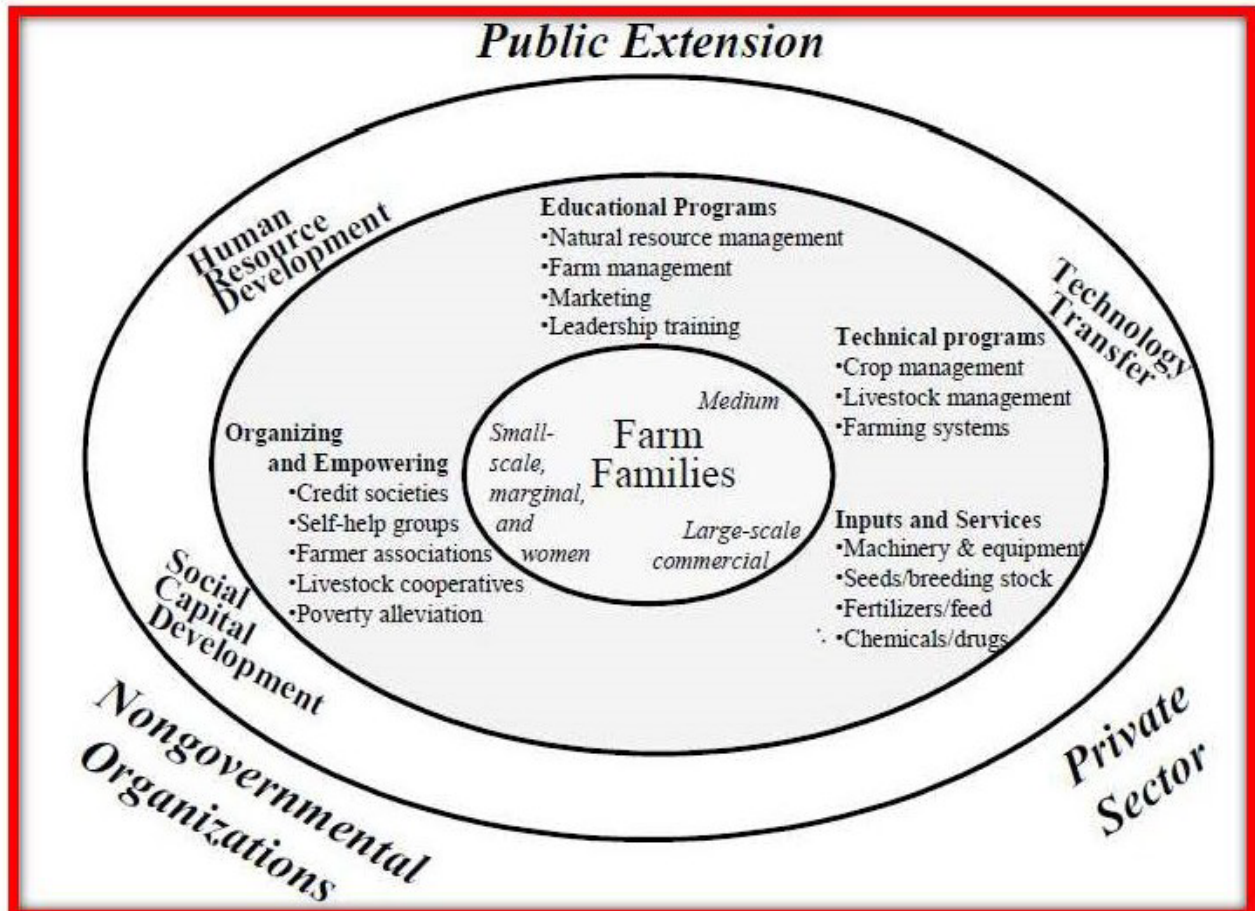 Public Extension
Human
Resource
Development
Technology
Transfer
Educational Programs
•Natural resource management
•Farm management
•Marketing
•Leadership training
Technical programs
•Crop management
•Livestock management
•Farming systems
Organizing
and Empowering
•Credit societies
•Self-help groups
•Farmer associations
•Livestock cooperatives
•Poverty alleviation
Farm
Families
Medium
Small-
scale,
marginal,
and
women
Large-scale
commercial
Inputs and Services
•Machinery & equipment
•Seeds/breeding stock
•Fertilizers/feed
•Chemicals/drugs
Social
Capital
Development
Nongovernmental
Organizations
Private
Sector